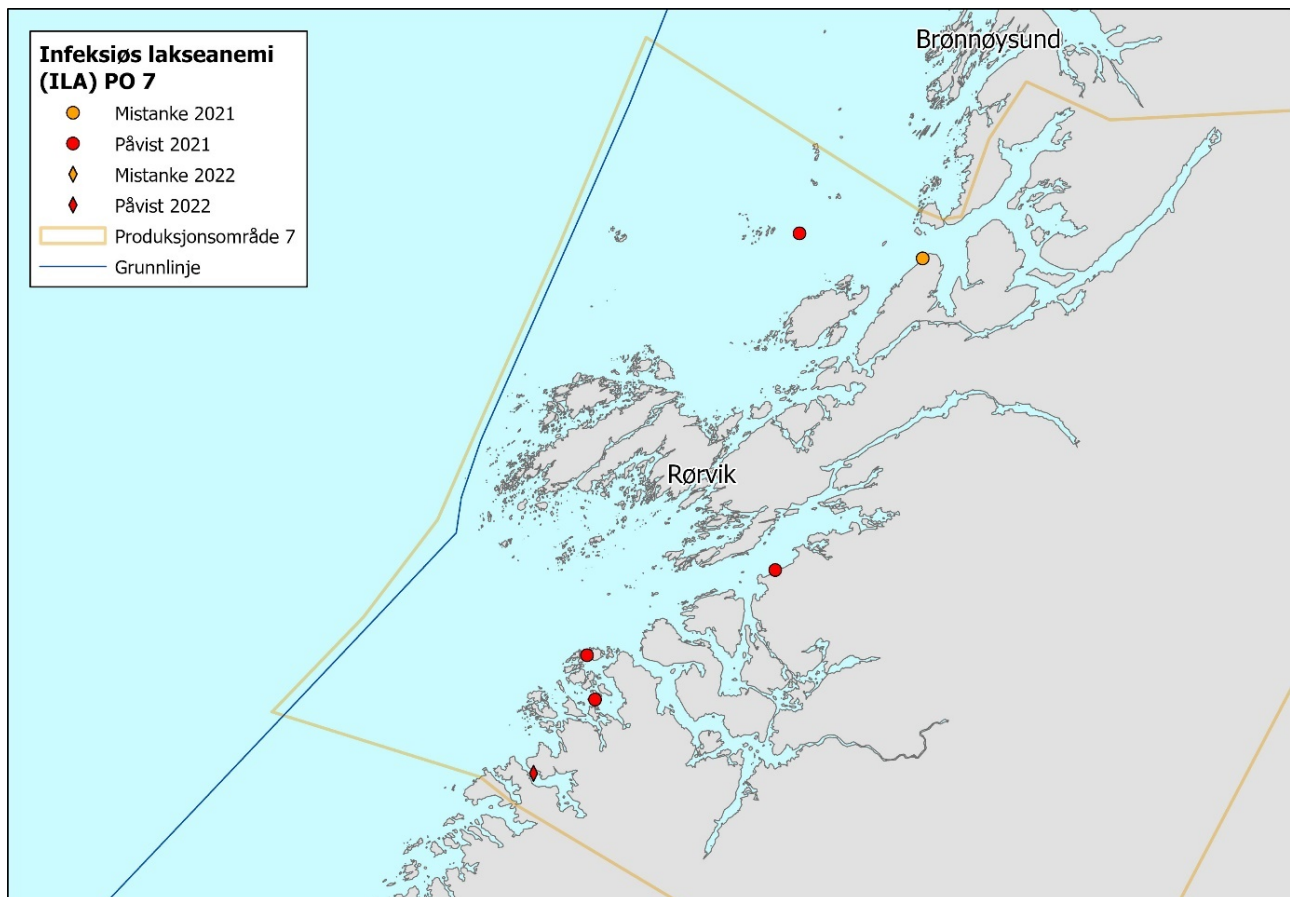 Infeksiøs lakseanemi
(ILA) PO 7
Mistanke 2021
Påvist 2021
Mistanke 2022
Påvist 2022
Produksjonsområde 7
Grunnlinje
Brønnøysund
Rørvik